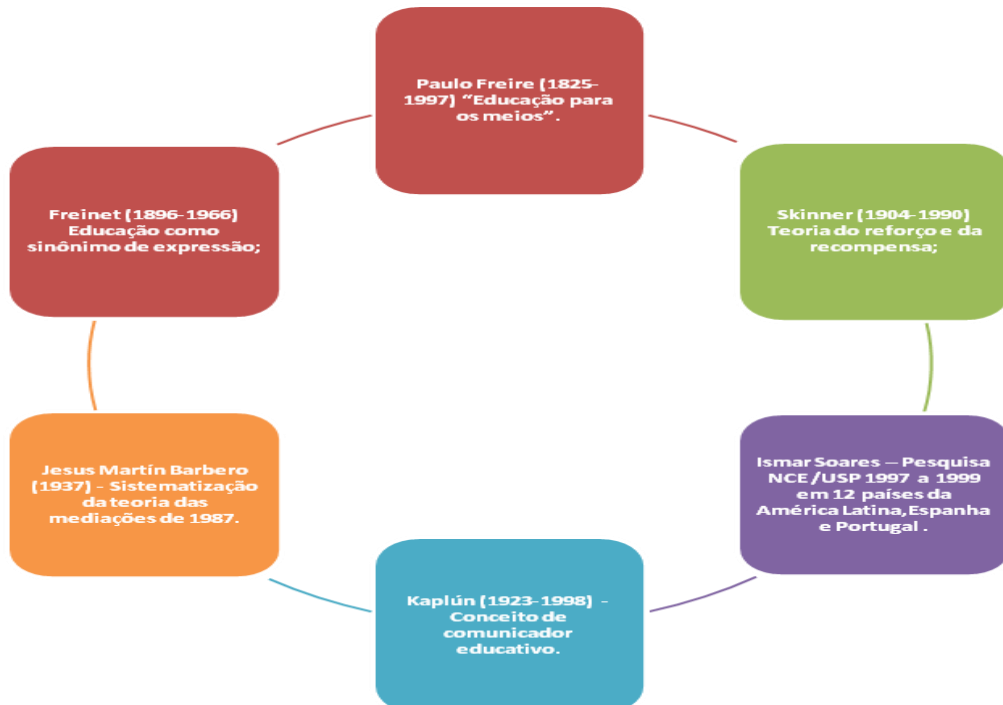 Paulo Freire (1825-
1997) “Educação para
os meios”.
Freinet (1896-1966)
Educação como
sinônimo de expressão;
Skinner (1904-1990)
Teoria do reforço e da
recompensa;
Jesus Martín Barbero
(1937) - Sistematização
da teoria das
mediações de 1987.
Ismar Soares – Pesquisa
NCE/USP 1997 a 1999
em 12 países da
América Latina,Espanha
e Portugal .
Kaplún (1923-1998) -
Conceito de
comunicador
educativo.